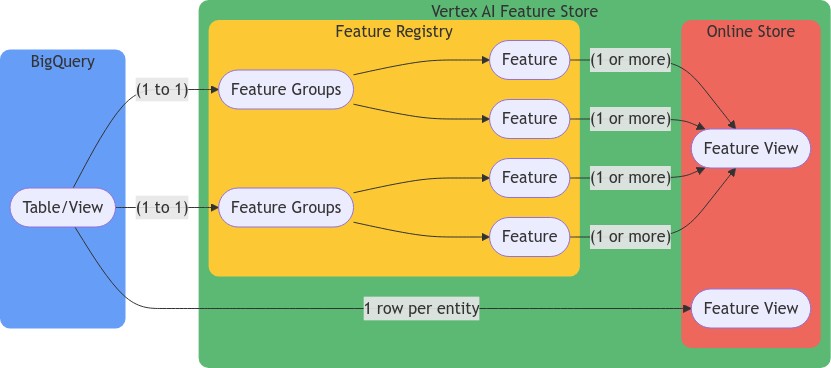 Vertex AI Feature Store
Feature Registry
Online Store
BigQuery
Feature
(1 or more)
(1 to 1)
Feature Groups
Feature
(1 or more)
Feature View
Feature
(1 or more)
Table/View
(1 to 1)
Feature Groups
Feature
(1 or more)
1 row per entity
Feature View